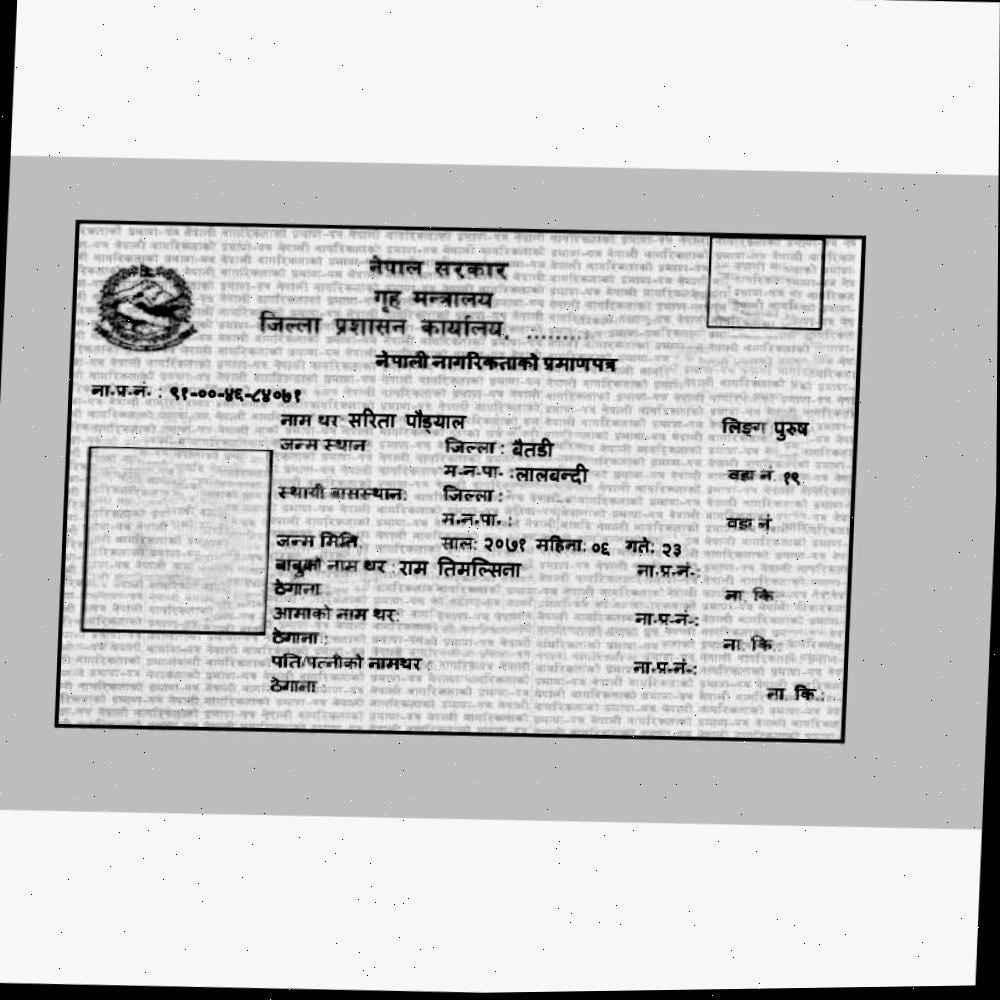 नेपाल सरकार
गृह मन्त्रालय
जिल्ला प्रशासन कार्यालय, ........
नेपाली नागरिकताको प्रमाणपत्र
ना.प्र.नं. : ९१-००-४६-८४०७१
नाम थर सरिता पौड्याल लिङ्ग पुरुष
जन्म स्थान जिल्ला : बैतडी
म.न.पा. :लालबन्दी वडा नं. १९
स्थायी बासस्थान: जिल्ला :
म.न.पा. : वडा नं
जन्म मिति साल: २०७१ महिना: ०६ गते: २३
बाबुको नाम थर : राम तिमल्सिना ना.प्र.नं.:
ठेगाना ना. कि
आमाको नाम थर: ना.प्र.नं.:
ठेगाना : ना. कि.
पति/पत्नीको नामथर : ना.प्र.नं.:
ठेगाना : ना. कि.: